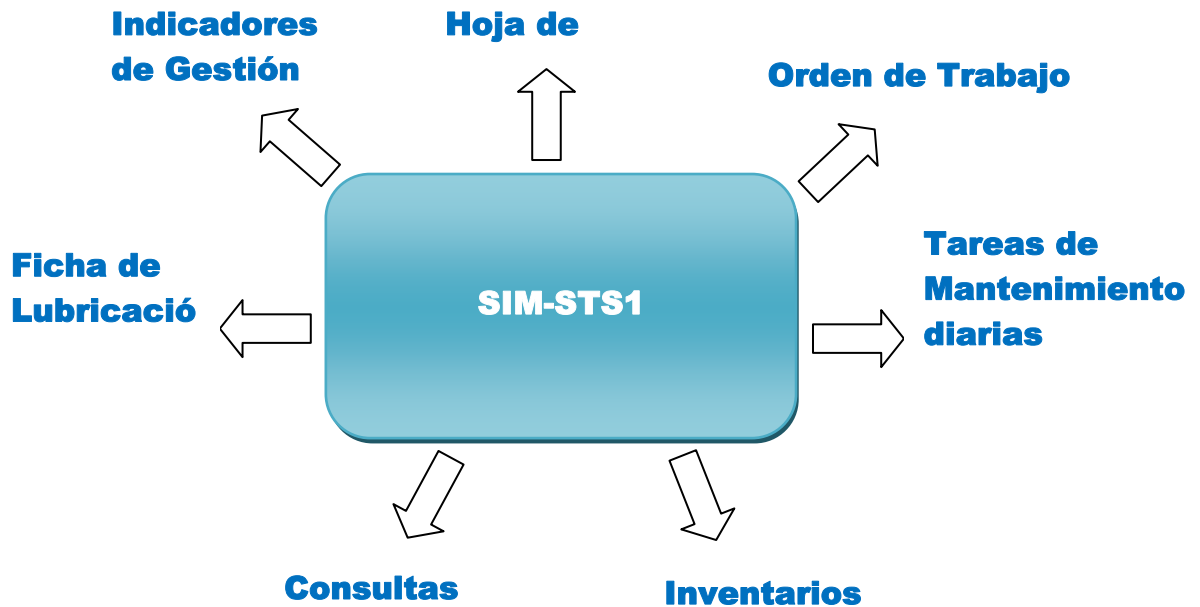 Indicadores
de Gestión
Hoja de
Orden de Trabajo
Ficha de
Lubricació
SIM-STS1
Tareas de
Mantenimiento
diarias
Consultas
Inventarios